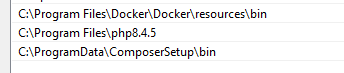 C:\Program Files\Docker\Docker\resources\bin
C:\Program Files\php8.4.5
C:\ProgramData\ComposerSetup\bin